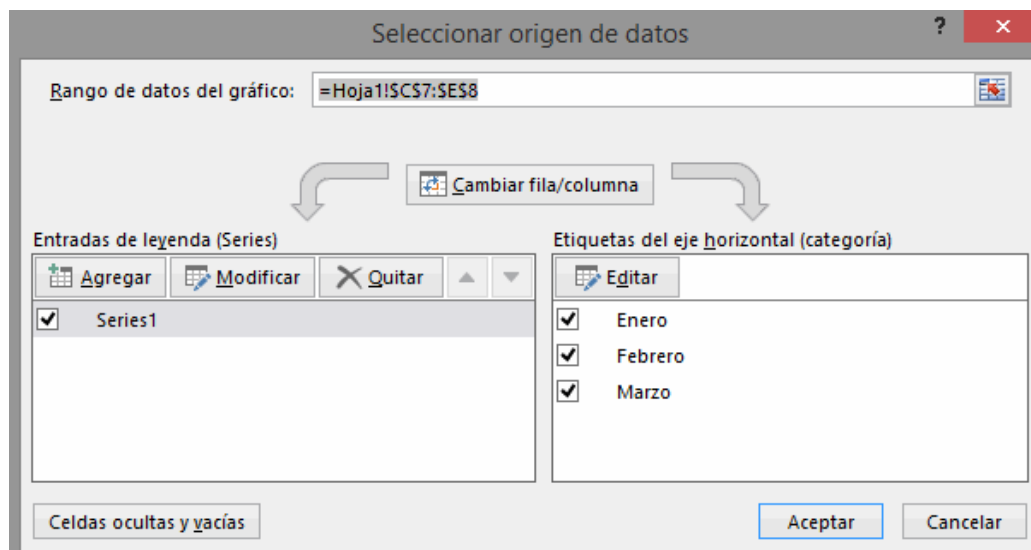 Seleccionar origen de datos
?
Rango de datos del gráfico: =Hoja1!$C$7:$E$8
Cambiar fila/columna
Entradas de leyenda (Series)
Agregar Modificar Quitar
Series1
Etiquetas del eje horizontal (categoría)
Editar
Enero
Febrero
Marzo
Celdas ocultas y vacías
Aceptar
Cancelar